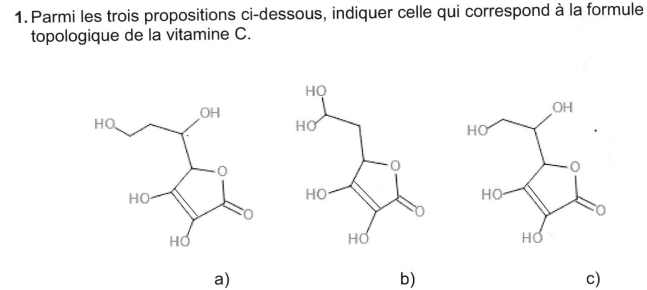 1. Parmi les trois propositions ci-dessous, indiquer celle qui correspond à la formule
topologique de la vitamine C.
HO OH O HO O HO
HO HO O HO O HO
HO OH O HO O HO
a) b) c)